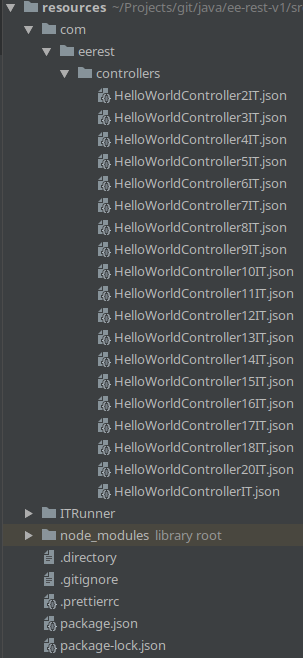 resources ~/Projects/git/java/ee-rest-v1/sr
com
eerest
controllers
HelloWorldController2IT.json
HelloWorldController3IT.json
HelloWorldController4IT.json
HelloWorldController5IT.json
HelloWorldController6IT.json
HelloWorldController7IT.json
HelloWorldController8IT.json
HelloWorldController9IT.json
HelloWorldController10IT.json
HelloWorldController11IT.json
HelloWorldController12IT.json
HelloWorldController13IT.json
HelloWorldController14IT.json
HelloWorldController15IT.json
HelloWorldController16IT.json
HelloWorldController17IT.json
HelloWorldController18IT.json
HelloWorldController20IT.json
HelloWorldControllerIT.json
ITRunner
node_modules library root
.directory
.gitignore
.prettierrc
package.json
package-lock.json